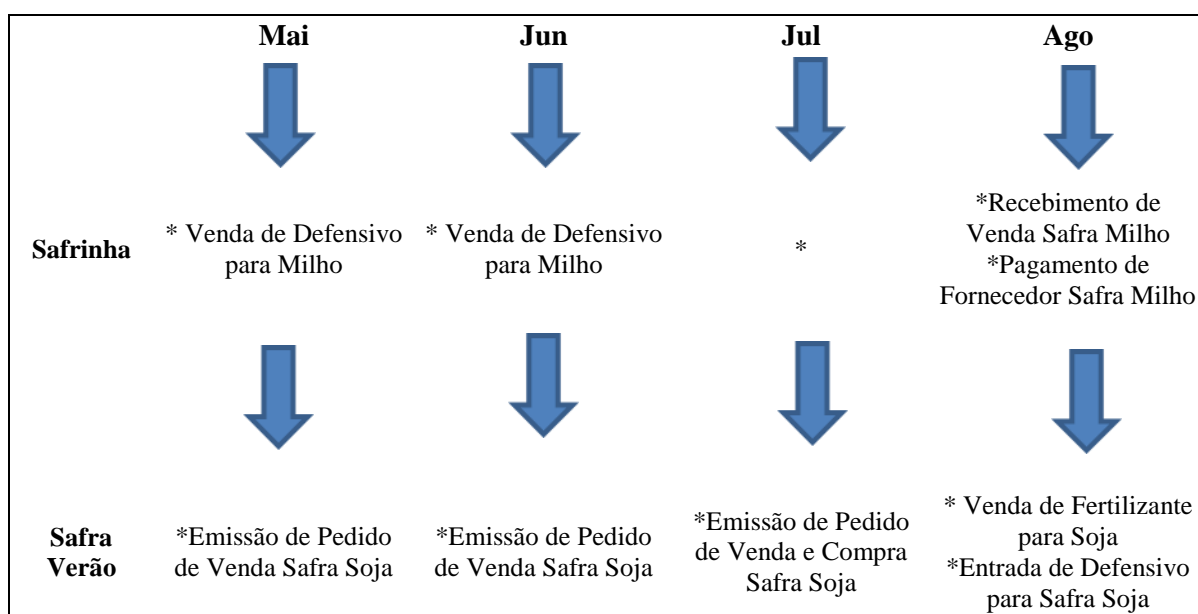 Mai Jun Jul Ago
Safrinha
* Venda de Defensivo
para Milho
* Venda de Defensivo
para Milho
*
*Recebimento de
Venda Safra Milho
*Pagamento de
Fornecedor Safra Milho
Safra
Verão
*Emissão de Pedido
de Venda Safra Soja
*Emissão de Pedido
de Venda Safra Soja
*Emissão de Pedido
de Venda e Compra
Safra Soja
* Venda de Fertilizante
para Soja
*Entrada de Defensivo
para Safra Soja